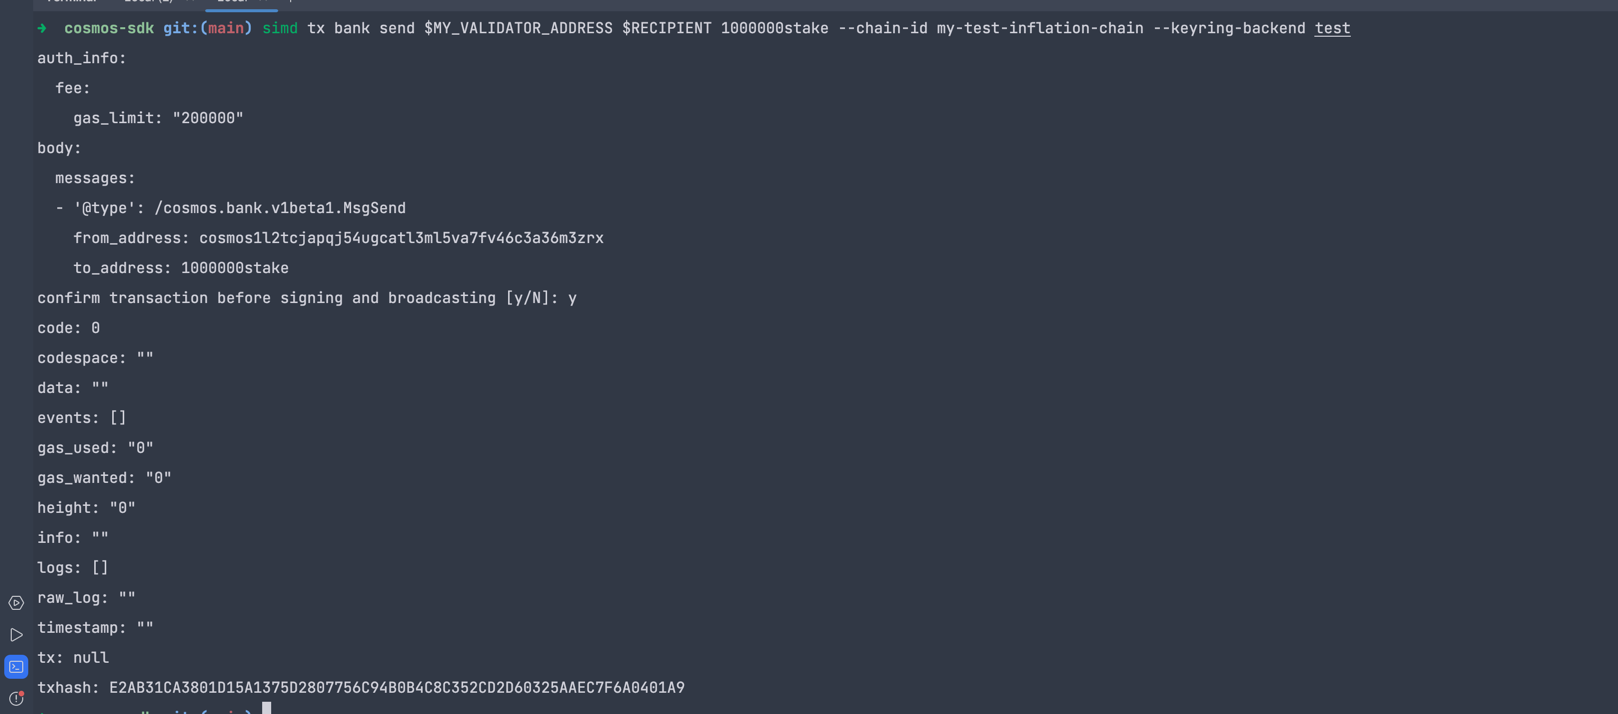 → cosmos-sdk git:(main) simd tx bank send $MY_VALIDATOR_ADDRESS $RECIPIENT 1000000stake --chain-id my-test-inflation-chain --keyring-backend test
auth_info:
  fee:
    gas_limit: "200000"
body:
  messages:
  - '@type': /cosmos.bank.v1beta1.MsgSend
    from_address: cosmos1l2tcjapqj54ugcatl3ml5va7fv46c3a36m3zrx
    to_address: 1000000stake
confirm transaction before signing and broadcasting [y/N]: y
code: 0
codespace: ""
data: ""
events: []
gas_used: "0"
gas_wanted: "0"
height: "0"
info: ""
logs: []
raw_log: ""
timestamp: ""
tx: null
txhash: E2AB31CA3801D15A1375D2807756C94B0B4C8C352CD2D60325AAEC7F6A0401A9